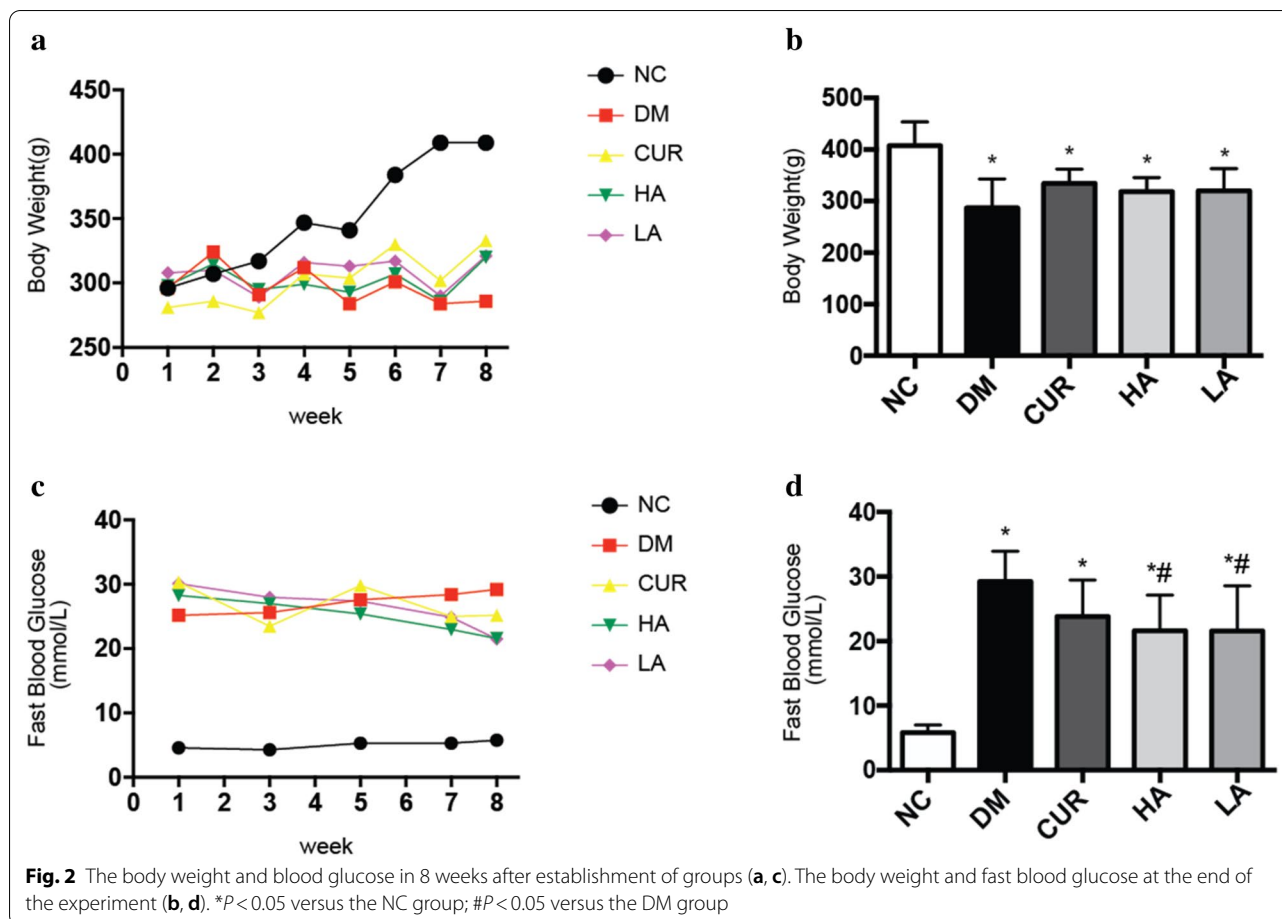 a
450
400
350
300
250
Body Weight(g)
0 1 2 3 4 5 6 7 8
week
NC
DM
CUR
HA
LA
b
500
400
300
200
100
0
Body Weight(g)
* * * *
NC DM CUR HA LA
c
40
30
20
10
0
Fast Blood Glucose
(mmol/L)
0 1 2 3 4 5 6 7 8
week
NC
DM
CUR
HA
LA
d
40
30
20
10
0
Fast Blood Glucose
(mmol/L)
* * *# *#
NC DM CUR HA LA
Fig. 2 The body weight and blood glucose in 8 weeks after establishment of groups (a, c). The body weight and fast blood glucose at the end of
the experiment (b, d). *P < 0.05 versus the NC group; #P < 0.05 versus the DM group